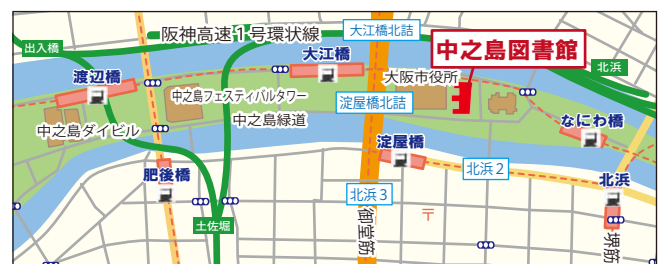 阪神高速1号環状線
大江橋北詰
出入橋
大江橋
中之島図書館
渡辺橋
大阪市役所
北浜
中之島フェスティバルタワー
淀屋橋北詰
中之島緑道
なにわ橋
中之島ダイビル
淀屋橋
肥後橋
北浜2
北浜
北浜3
土佐堀
〒
御堂筋
堺筋